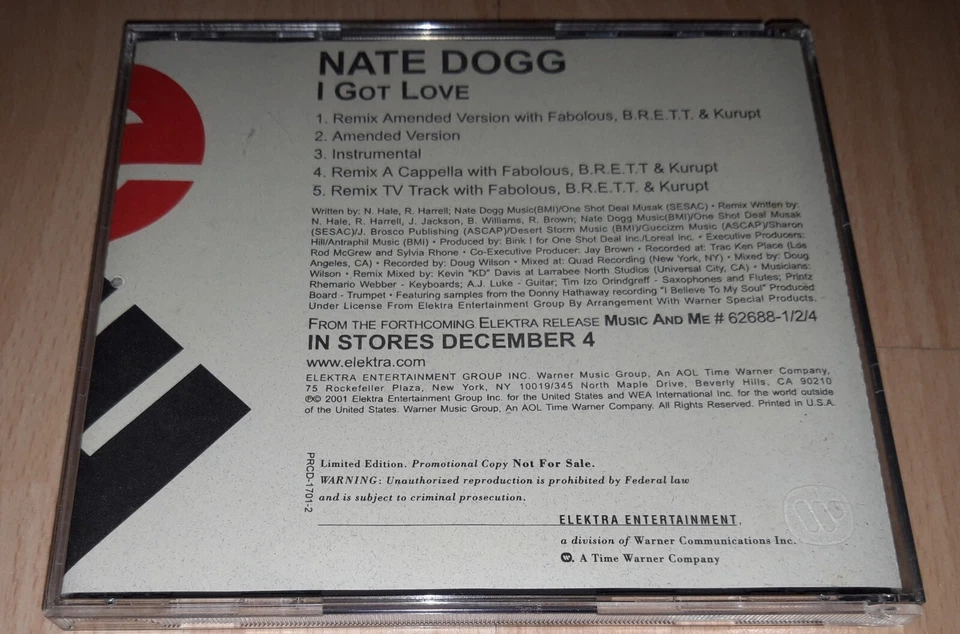 NATE DOGG
I GOT LOVE
1. Remix Amended Version with Fabolous, B.R.E.T.T. & Kurupt
2. Amended Version
3. Instrumental
4. Remix A Cappella with Fabolous, B.R.E.T.T & Kurupt
5. Remix TV Track with Fabolous, B.R.E.T.T. & Kurupt
Written by: N. Hale, R. Harrell; Nate Dogg Music(BMI)/One Shot Deal Musak (SESAC) • Remix Written by:
N. Hale, R. Harrell, J. Jackson, B. Williams, R. Brown; Nate Dogg Music(BMI)/One Shot Deal Musak
(SESAC)/J. Brosco Publishing (ASCAP)/Desert Storm Music (BMI)/Guccizm Music (ASCAP)/Sharon
Hill/Antraphil Music (BMI) • Produced by: Bink ! for One Shot Deal Inc./Loreal Inc. • Executive Producers:
Rod McGrew and Sylvia Rhone • Co-Executive Producer: Jay Brown • Recorded at: Trac Ken Place (Los
Angeles, CA) • Recorded by: Doug Wilson • Mixed at: Quad Recording (New York, NY) • Mixed by: Doug
Wilson • Remix Mixed by: Kevin "KD" Davis at Larrabee North Studios (Universal City, CA) • Musicians:
Rhemario Webber - Keyboards; A.J. Luke - Guitar; Tim Izo Orindgreff - Saxophones and Flutes; Printz
Board - Trumpet • Featuring samples from the Donny Hathaway recording "I Believe To My Soul" Produced
Under License From Elektra Entertainment Group By Arrangement With Warner Special Products.
FROM THE FORTHCOMING ELEKTRA RELEASE MUSIC AND ME # 62688-1/2/4
IN STORES DECEMBER 4
www.elektra.com
ELEKTRA ENTERTAINMENT GROUP INC. Warner Music Group, An AOL Time Warner Company,
75 Rockefeller Plaza, New York, NY 10019/345 North Maple Drive, Beverly Hills, CA 90210
℗© 2001 Elektra Entertainment Group Inc. for the United States and WEA International Inc. for the world outside
of the United States. Warner Music Group, An AOL Time Warner Company. All Rights Reserved. Printed in U.S.A.
PRCD-1701-2
Limited Edition. Promotional Copy Not For Sale.
WARNING: Unauthorized reproduction is prohibited by Federal law
and is subject to criminal prosecution.
ELEKTRA ENTERTAINMENT,
a division of Warner Communications Inc.
A Time Warner Company